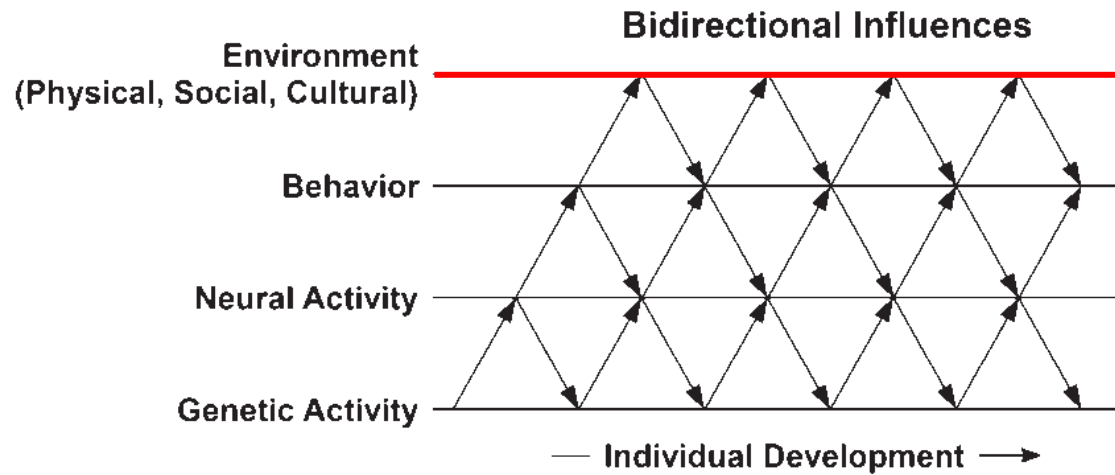 Bidirectional Influences
Environment
(Physical, Social, Cultural)
Behavior
Neural Activity
Genetic Activity
Individual Development